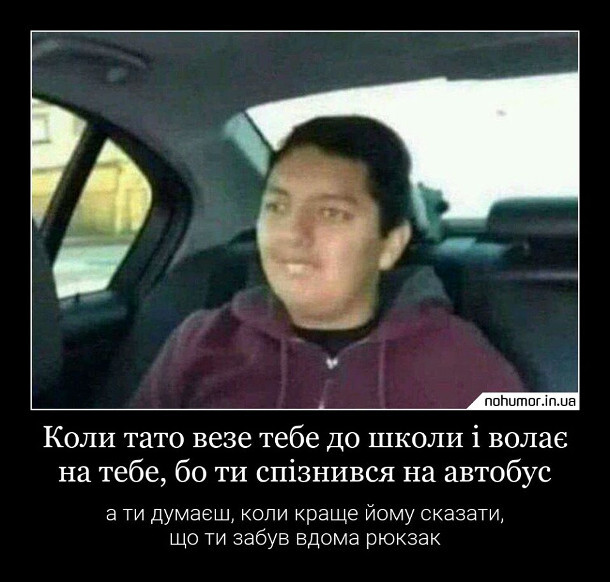 nohumor.in.ua
Коли тато везе тебе до школи і волає
на тебе, бо ти спізнився на автобус
а ти думаєш, коли краще йому сказати,
що ти забув вдома рюкзак